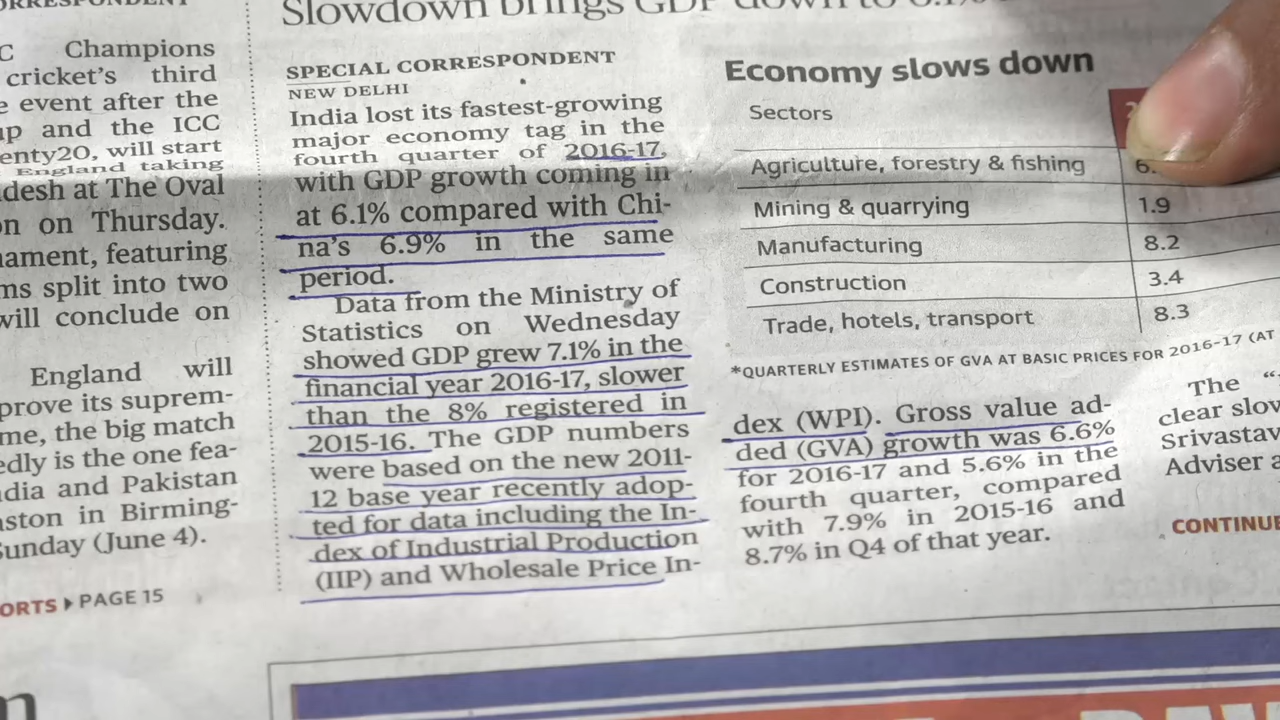 C Champions
cricket's third
event after the
up and the ICC
enty20, will start
England taking
desh at The Oval
on Thursday.
featuring
split into two
will conclude on
England will
prove its suprem-
the big match
is the one fea-
and Pakistan
in Birming-
(June 4).
PAGE 15
Slowdown brings GDP down to
SPECIAL CORRESPONDENT
NEW DELHI
India lost its fastest-growing
major economy tag in the
fourth quarter of 2016-17,
with GDP growth coming in
at 6.1% compared with Chi-
na's 6.9% in the same
period.
Data from the Ministry of
Statistics on Wednesday
showed GDP grew 7.1% in the
financial year 2016-17, slower
than the 8% registered in
2015-16. The GDP numbers
were based on the new 2011-
12 base year recently adop-
ted for data including the In-
dex of Industrial Production
(IIP) and Wholesale Price In-
Economy slows down
Sectors
Agriculture, forestry & fishing 6.
Mining & quarrying 1.9
Manufacturing 8.2
Construction 3.4
Trade, hotels, transport 8.3
*QUARTERLY ESTIMATES OF GVA AT BASIC PRICES FOR 2016-17 (AT
dex (WPI). Gross value ad-
ded (GVA) growth was 6.6%
for 2016-17 and 5.6% in the
fourth quarter, compared
with 7.9% in 2015-16 and
8.7% in Q4 of that year.
The
clear slow
Srivastav
Adviser a
CONTINU